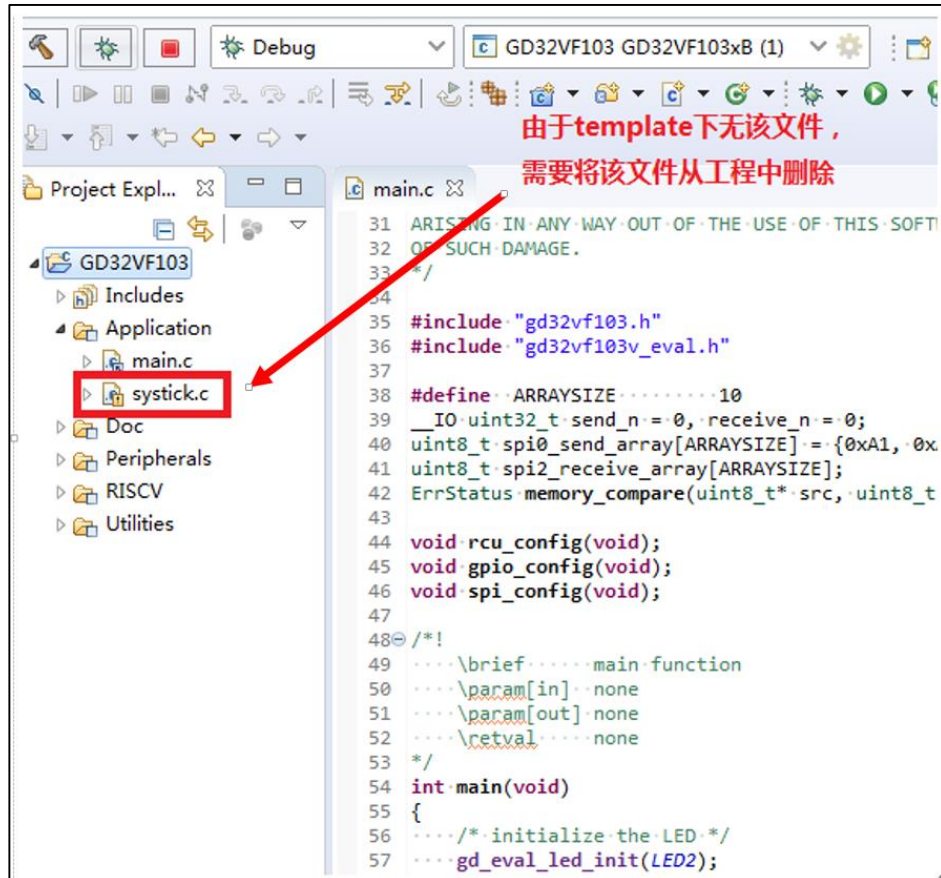 Debug
GD32VF103 GD32VF103xB (1)
由于template下无该文件，
需要将该文件从工程中删除
Project Expl...
main.c
GD32VF103
Includes
Application
main.c
systick.c
Doc
Peripherals
RISCV
Utilities
31 ARISING·IN·ANY·WAY·OUT·OF·THE·USE·OF·THIS·SOFT
32 OF·SUCH·DAMAGE.
33 */
34
35 #include·"gd32vf103.h"
36 #include·"gd32vf103v_eval.h"
37
38 #define··ARRAYSIZE·········10
39 __IO·uint32_t·send_n·=·0,·receive_n·=·0;
40 uint8_t·spi0_send_array[ARRAYSIZE]·=·{0xA1,·0x
41 uint8_t·spi2_receive_array[ARRAYSIZE];
42 ErrStatus·memory_compare(uint8_t*·src,·uint8_t
43
44 void·rcu_config(void);
45 void·gpio_config(void);
46 void·spi_config(void);
47
48 /*!
49 ····\brief······main·function
50 ····\param[in]··none
51 ····\param[out]·none
52 ····\retval·····none
53 */
54 int·main(void)
55 {
56 ····/*·initialize·the·LED·*/
57 ····gd_eval_led_init(LED2);